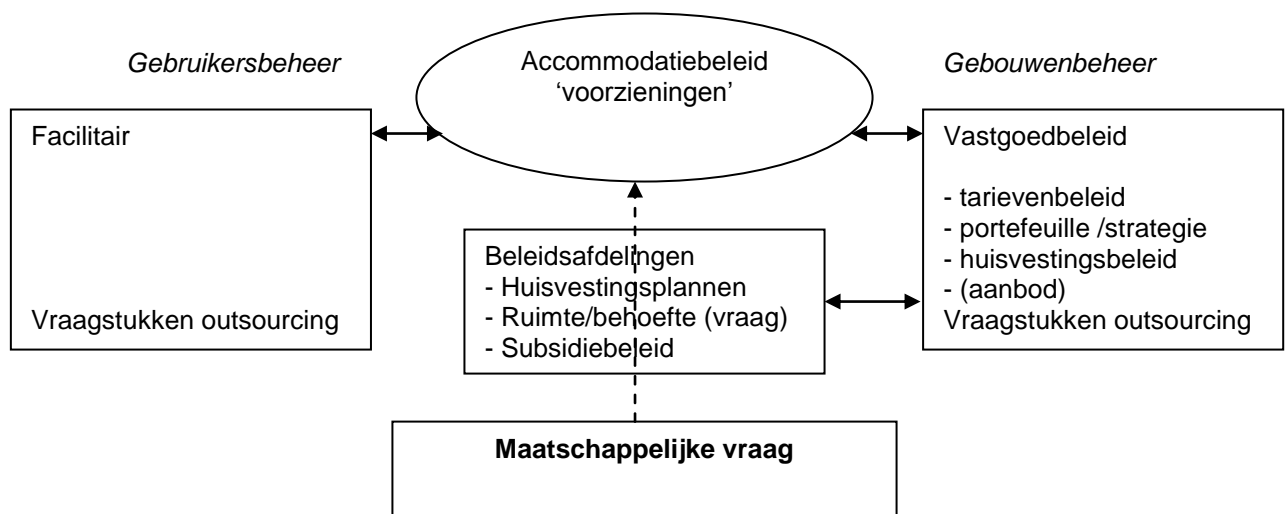 Gebruikersbeheer
Accommodatiebeleid
‘voorzieningen’
Gebouwenbeheer
Facilitair
Vraagstukken outsourcing
Vastgoedbeleid
- tarievenbeleid
- portefeuille /strategie
- huisvestingsbeleid
- (aanbod)
Vraagstukken outsourcing
Beleidsafdelingen
- Huisvestingsplannen
- Ruimte/behoefte (vraag)
- Subsidiebeleid
Maatschappelijke vraag